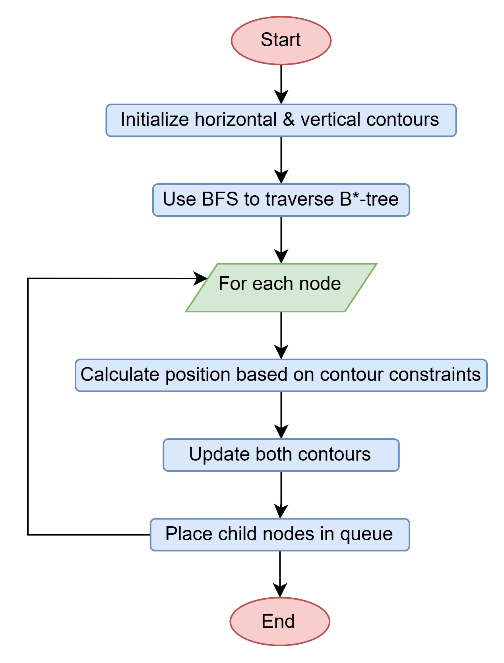 Start
Initialize horizontal & vertical contours
Use BFS to traverse B*-tree
For each node
Calculate position based on contour constraints
Update both contours
Place child nodes in queue
End